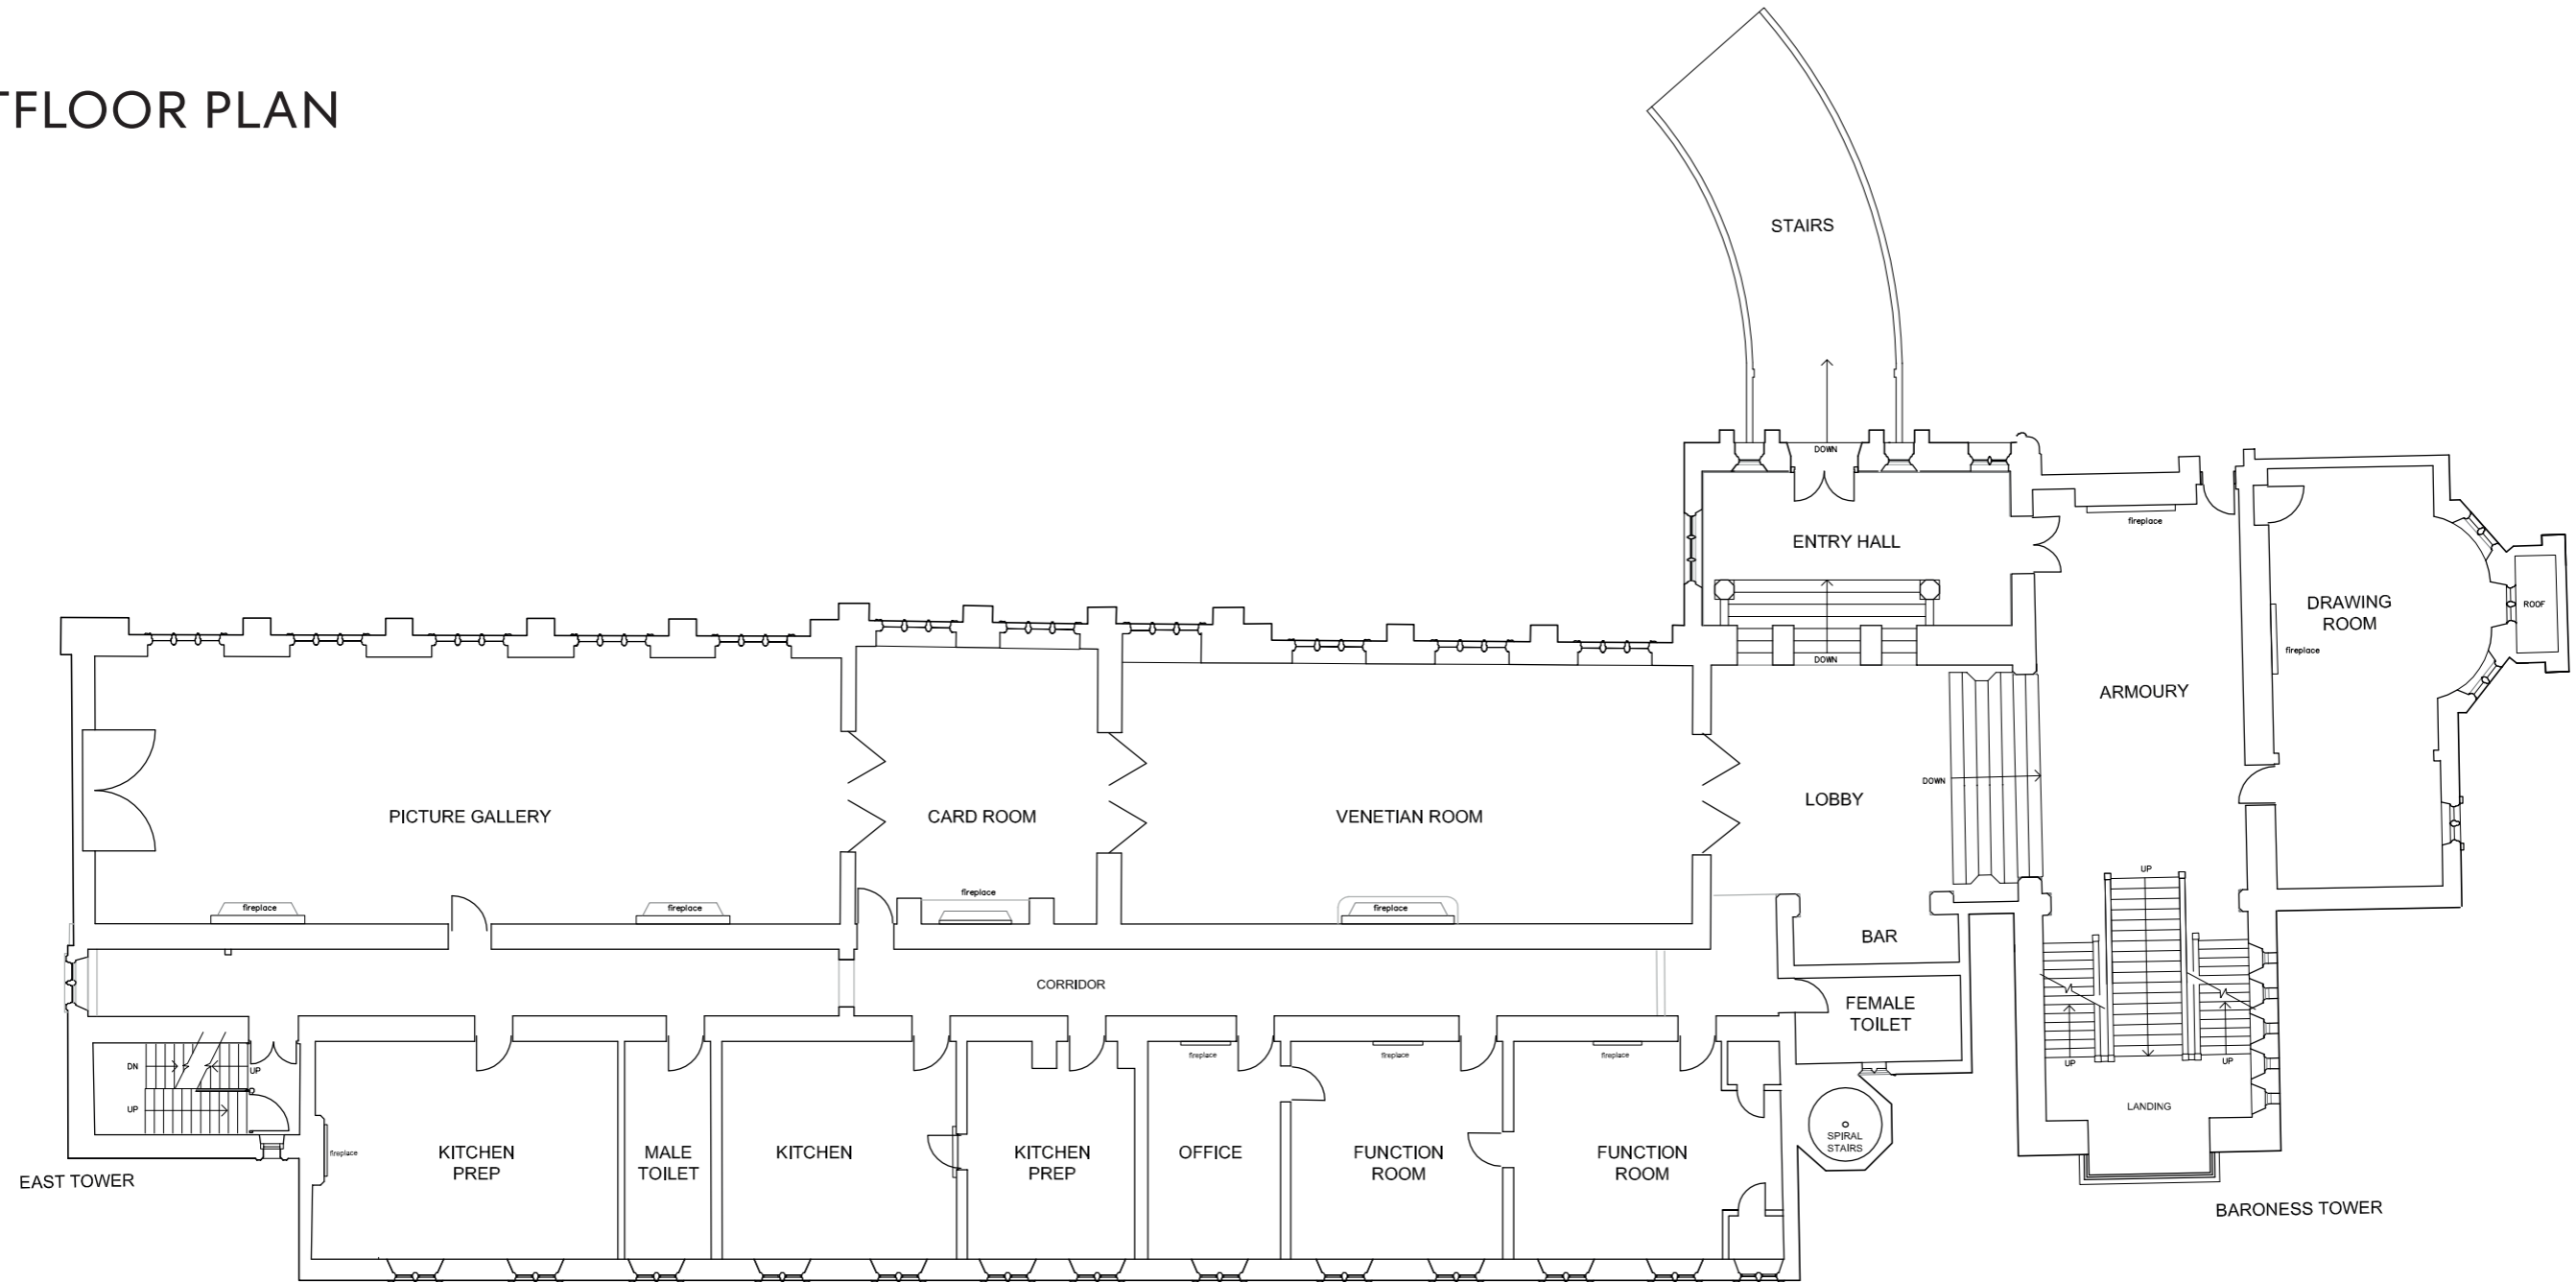 TFLOOR PLAN
STAIRS
DOWN
fireplace
ENTRY HALL
DRAWING
ROOM
ROOF
fireplace
DOWN
ARMOURY
DOWN
LOBBY
PICTURE GALLERY
CARD ROOM
VENETIAN ROOM
UP
fireplace
fireplace
fireplace
fireplace
BAR
CORRIDOR
FEMALE
TOILET
DN
UP
UP
fireplace
fireplace
fireplace
UP
UP
LANDING
SPIRAL
STAIRS
fireplace
KITCHEN
PREP
MALE
TOILET
KITCHEN
KITCHEN
PREP
OFFICE
FUNCTION
ROOM
FUNCTION
ROOM
EAST TOWER
BARONESS TOWER